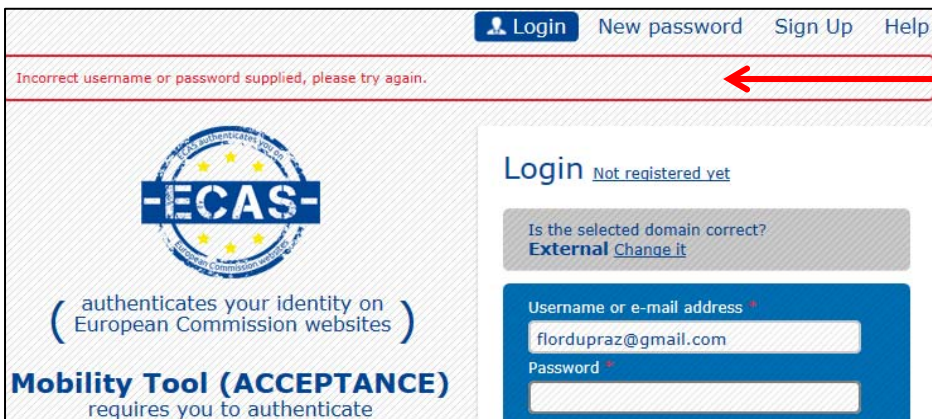 Login New password Sign Up Help
Incorrect username or password supplied, please try again.
ECAS authenticates you on
-ECAS-
European Commission websites
( authenticates your identity on
European Commission websites )
Mobility Tool (ACCEPTANCE)
requires you to authenticate
Login Not registered yet
Is the selected domain correct?
External Change it
Username or e-mail address *
flordupraz@gmail.com
Password *